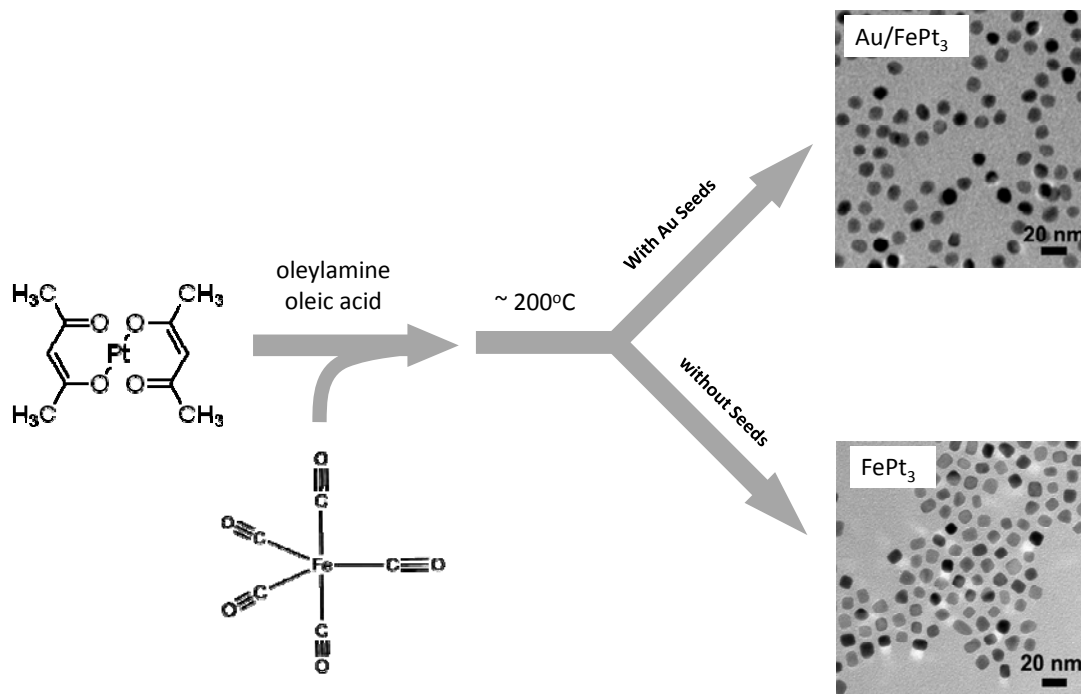 Au/FePt₃
20 nm
With Au Seeds
oleylamine
oleic acid
~ 200°C
H₃C
CH₃
O
O
Pt
O
O
H₃C
CH₃
without Seeds
FePt₃
20 nm
O
C
O
C
Fe
C
O
O
C
C
O